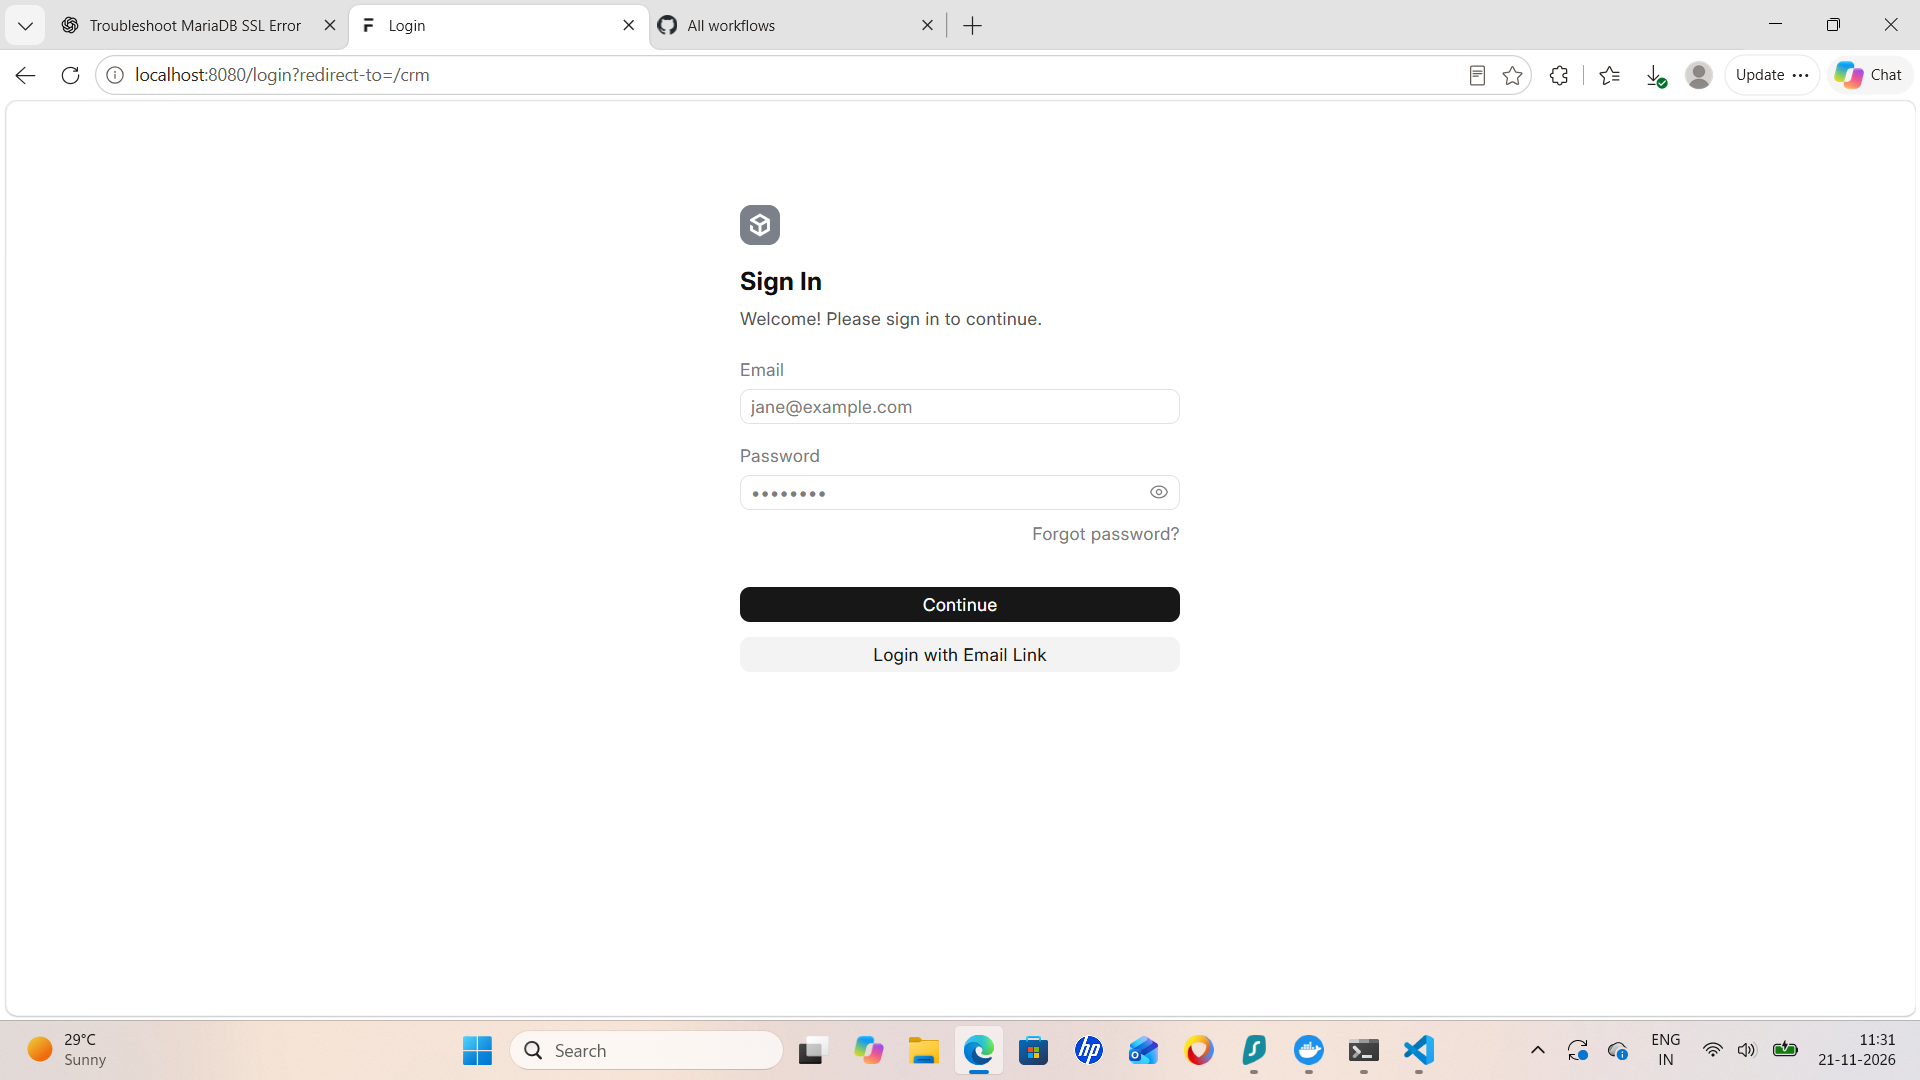 Troubleshoot MariaDB SSL Error
Login
All workflows
localhost:8080/login?redirect-to=/crm
Update
Chat
Sign In
Welcome! Please sign in to continue.
Email
jane@example.com
Password
••••••••
Forgot password?
Continue
Login with Email Link
29°C
Sunny
Search
hp
ENG
IN
11:31
21-11-2026